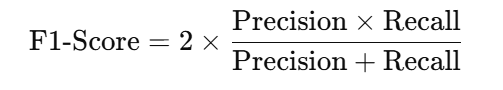 F1-Score = 2 × Precision × Recall / Precision + Recall